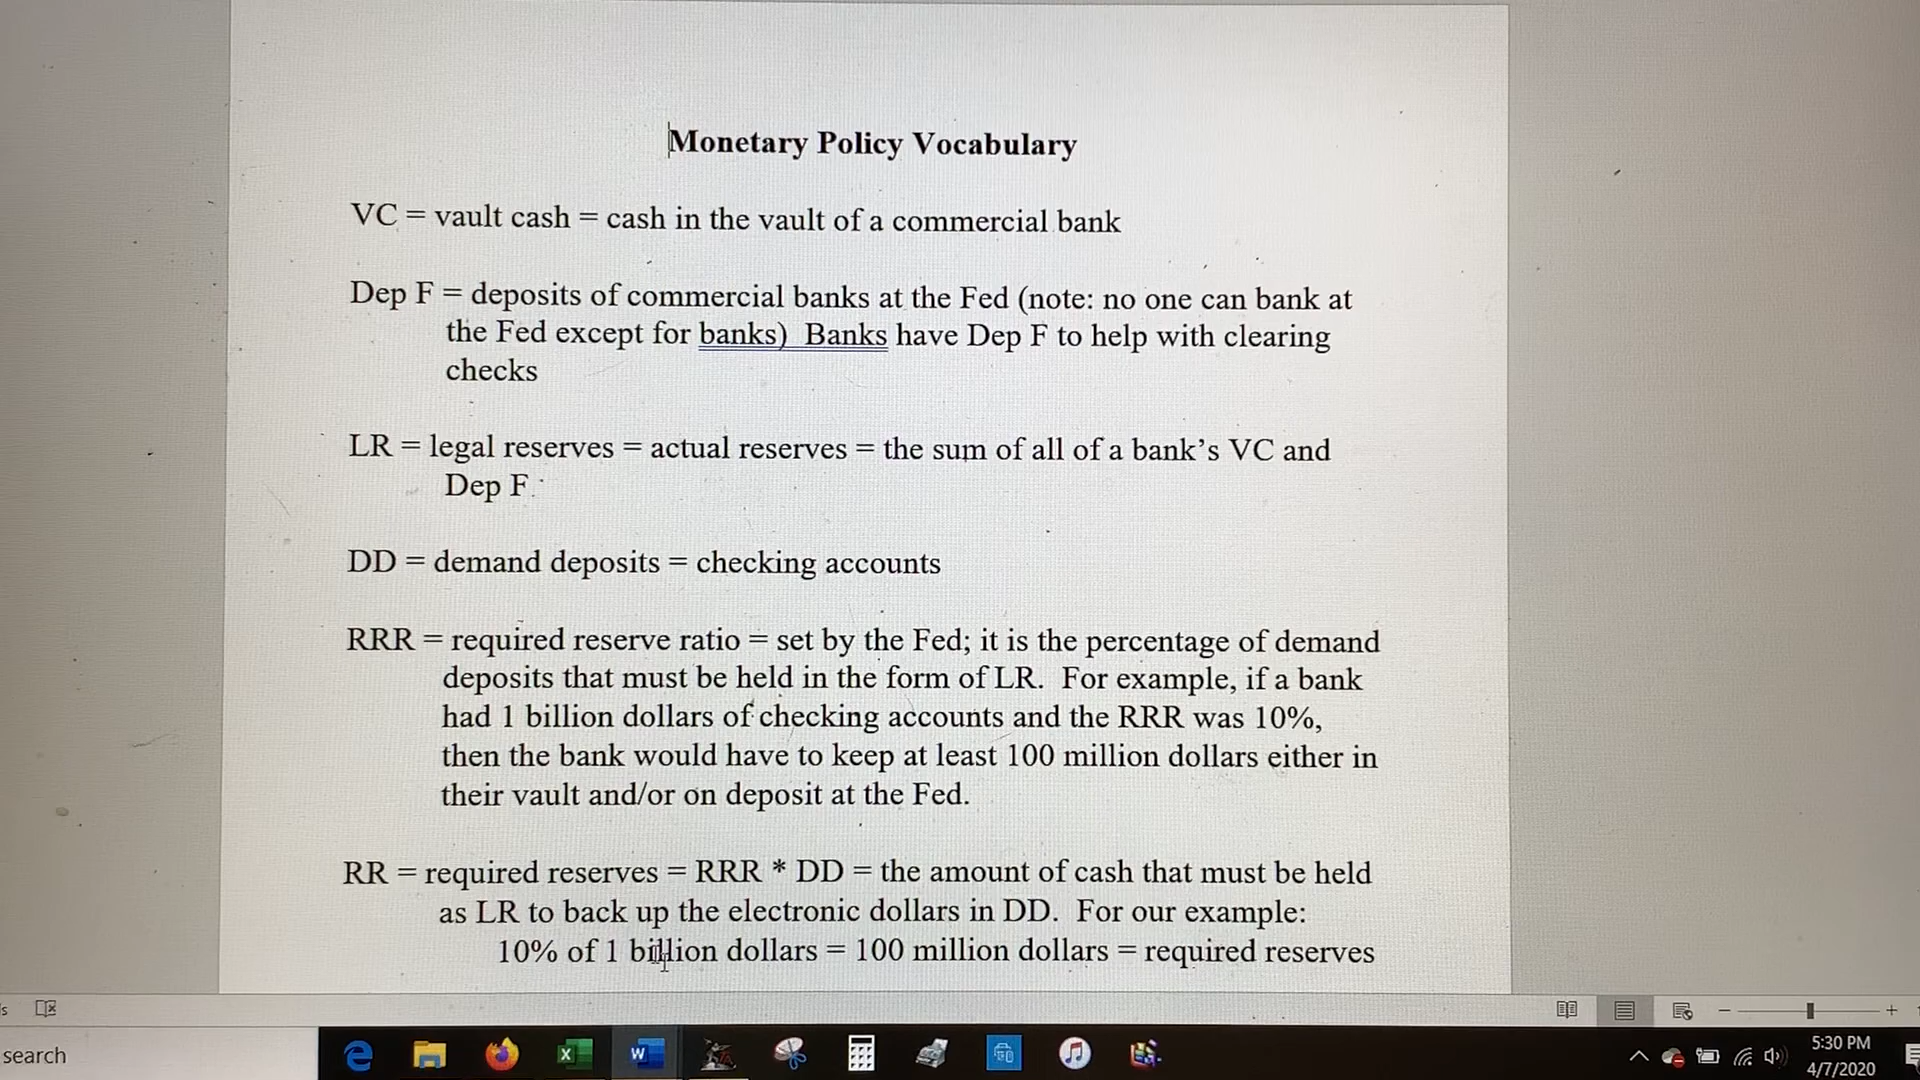 Monetary Policy Vocabulary
VC = vault cash = cash in the vault of a commercial bank
Dep F = deposits of commercial banks at the Fed (note: no one can bank at
the Fed except for banks)  Banks have Dep F to help with clearing
checks
LR = legal reserves = actual reserves = the sum of all of a bank’s VC and
Dep F
DD = demand deposits = checking accounts
RRR = required reserve ratio = set by the Fed; it is the percentage of demand
deposits that must be held in the form of LR.  For example, if a bank
had 1 billion dollars of checking accounts and the RRR was 10%,
then the bank would have to keep at least 100 million dollars either in
their vault and/or on deposit at the Fed.
RR = required reserves = RRR * DD = the amount of cash that must be held
as LR to back up the electronic dollars in DD.  For our example:
10% of 1 billion dollars = 100 million dollars = required reserves
search
5:30 PM
4/7/2020